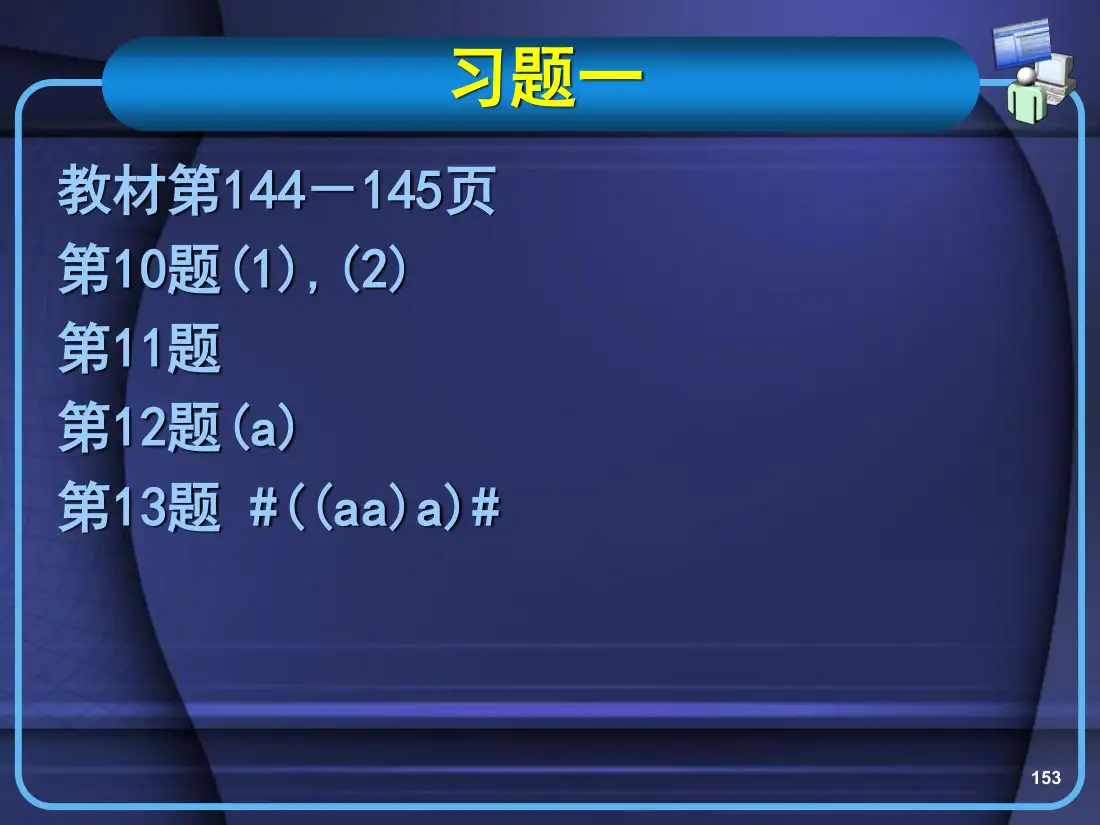 习题一
教材第144－145页
第10题(1),(2)
第11题
第12题(a)
第13题 #((aa)a)#
153